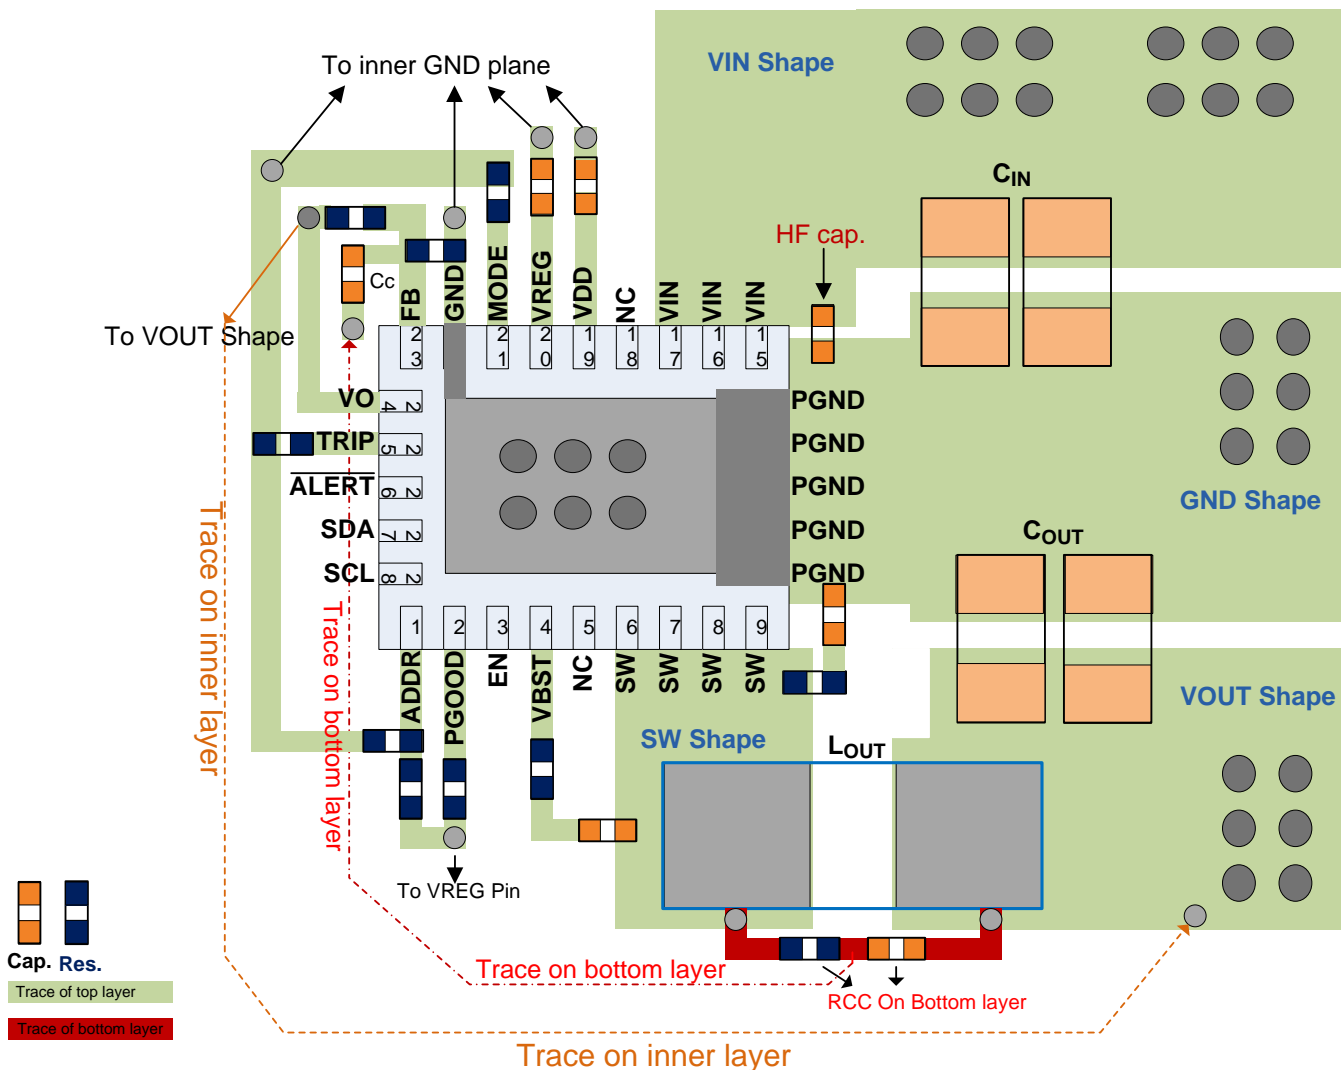 To inner GND plane
VIN Shape
C_IN
HF cap.
Cc
FB
GND
MODE
VREG
VDD
NC
VIN
VIN
VIN
To VOUT Shape
23
21
20
19
18
17
16
15
VO
24
TRIP
25
ALERT
26
SDA
27
SCL
28
PGND
PGND
PGND
PGND
PGND
GND Shape
C_OUT
1
2
3
4
5
6
7
8
9
ADDR
PGOOD
EN
VBST
NC
SW
SW
SW
SW
SW Shape
L_OUT
VOUT Shape
Trace on inner layer
Trace on bottom layer
To VREG Pin
Cap.
Res.
Trace of top layer
Trace of bottom layer
Trace on bottom layer
RCC On Bottom layer
Trace on inner layer